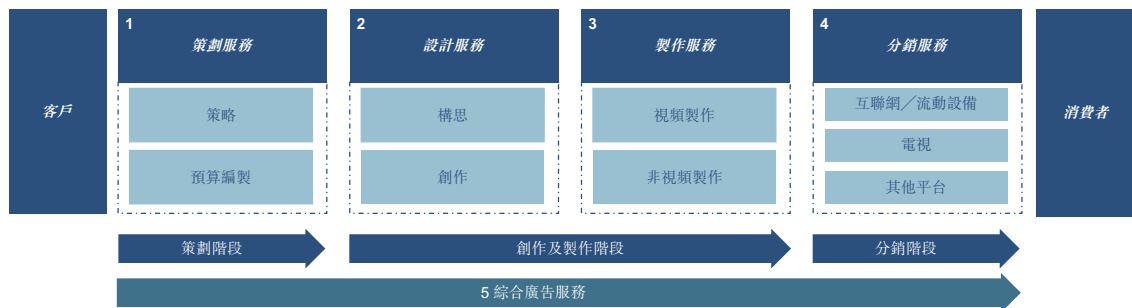 客戶
1
策劃服務
策略
預算編製
2
設計服務
構思
創作
3
製作服務
視頻製作
非視頻製作
4
分銷服務
互聯網／流動設備
電視
其他平台
消費者
策劃階段
創作及製作階段
分銷階段
5 綜合廣告服務